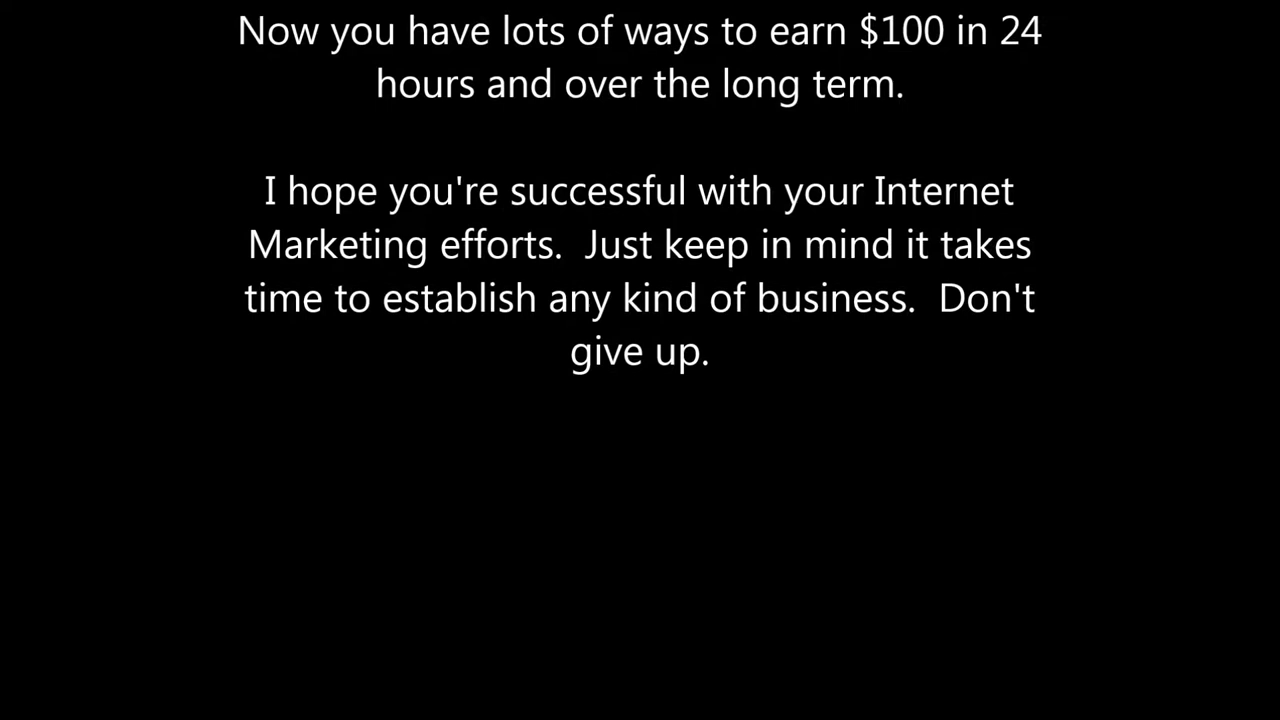 Now you have lots of ways to earn $100 in 24
hours and over the long term.
I hope you're successful with your Internet
Marketing efforts.  Just keep in mind it takes
time to establish any kind of business.  Don't
give up.